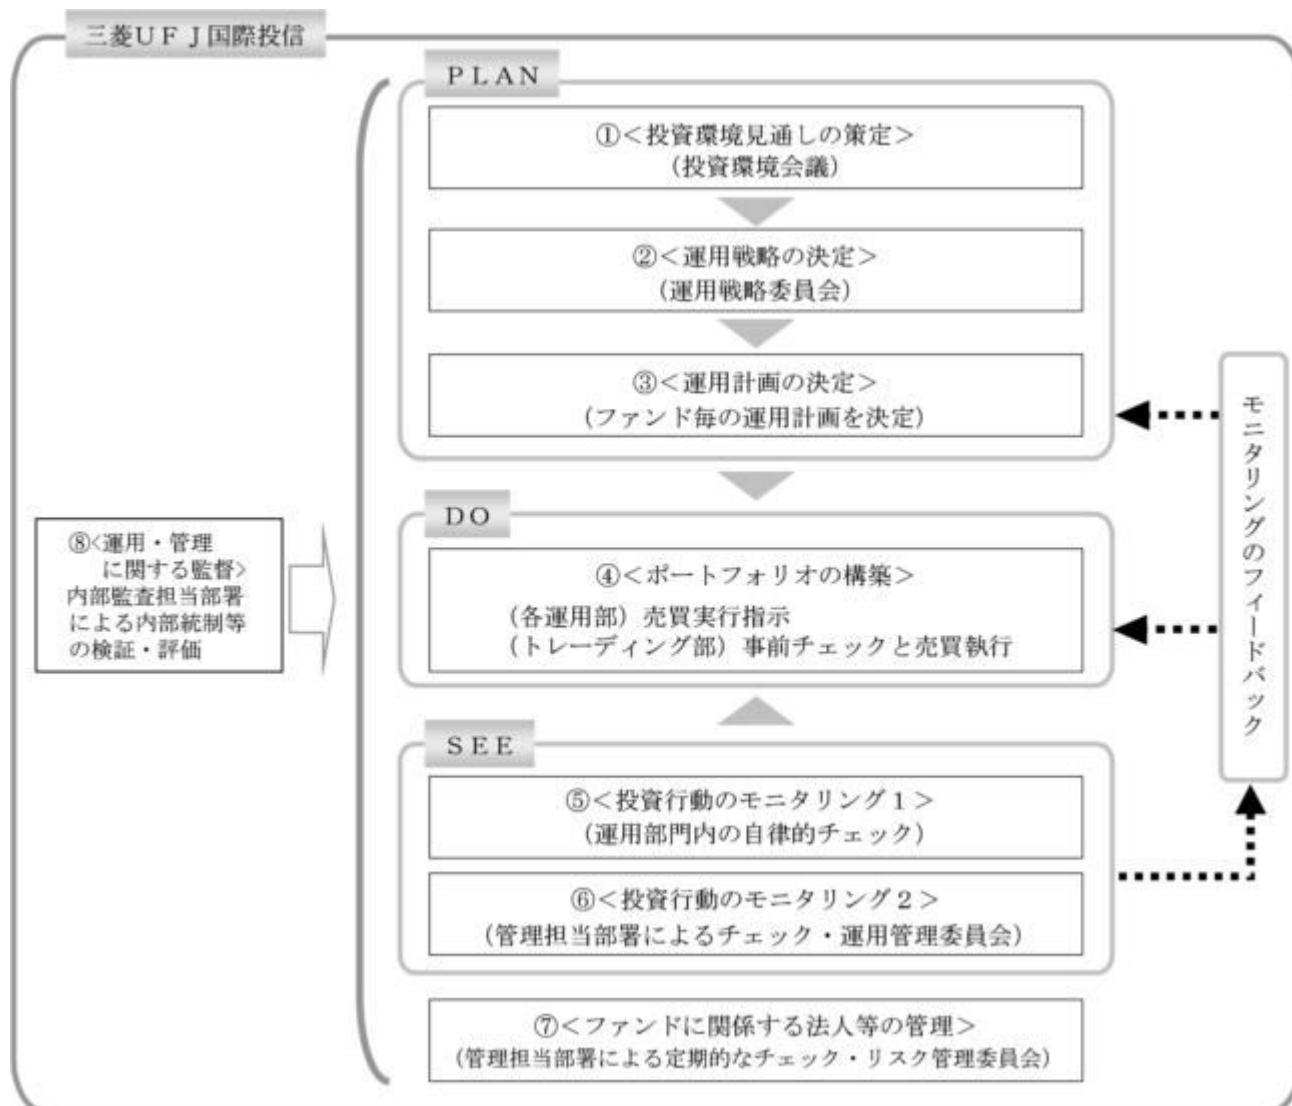 三菱ＵＦＪ国際投信
ＰＬＡＮ
①＜投資環境見通しの策定＞
（投資環境会議）
②＜運用戦略の決定＞
（運用戦略委員会）
③＜運用計画の決定＞
（ファンド毎の運用計画を決定）
ＤＯ
④＜ポートフォリオの構築＞
（各運用部）売買実行指示
（トレーディング部）事前チェックと売買執行
ＳＥＥ
⑤＜投資行動のモニタリング１＞
（運用部門内の自律的チェック）
⑥＜投資行動のモニタリング２＞
（管理担当部署によるチェック・運用管理委員会）
⑦＜ファンドに関係する法人等の管理＞
（管理担当部署による定期的なチェック・リスク管理委員会）
⑧<運用・管理
に関する監督>
内部監査担当部署
による内部統制等
の検証・評価
モニタリングのフィードバック